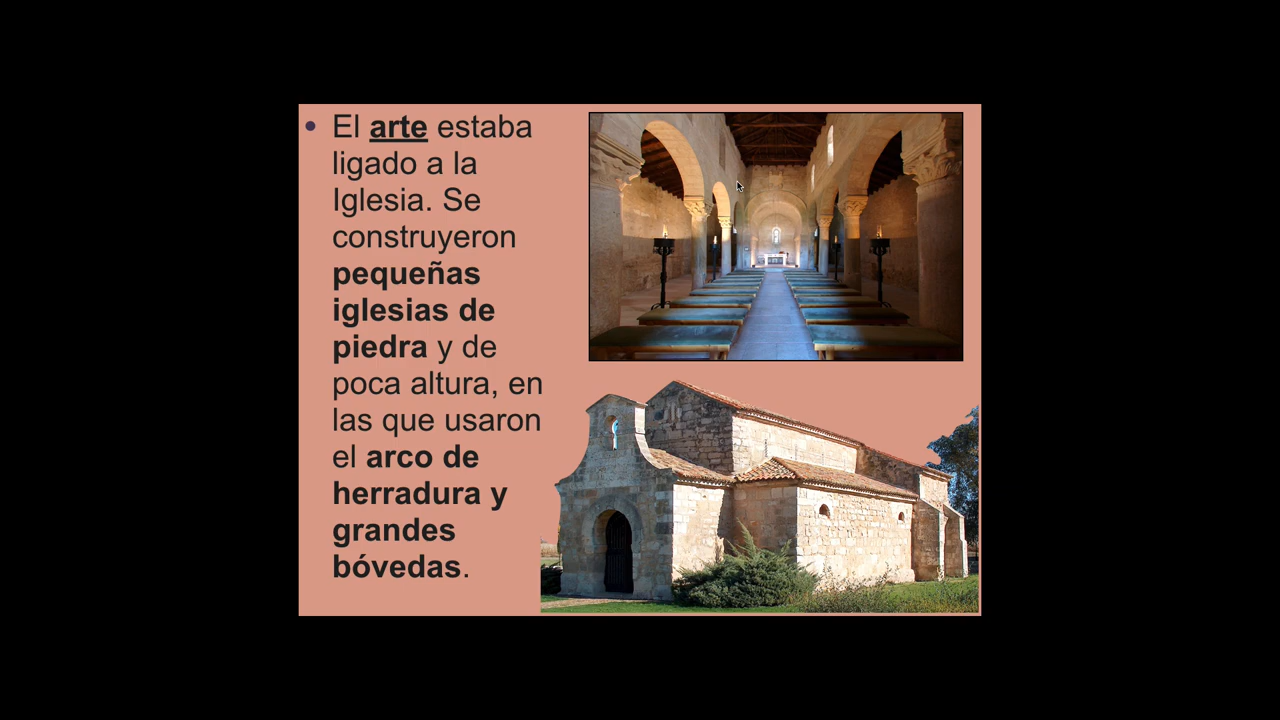 • El arte estaba
ligado a la
Iglesia. Se
construyeron
pequeñas
iglesias de
piedra y de
poca altura, en
las que usaron
el arco de
herradura y
grandes
bóvedas.